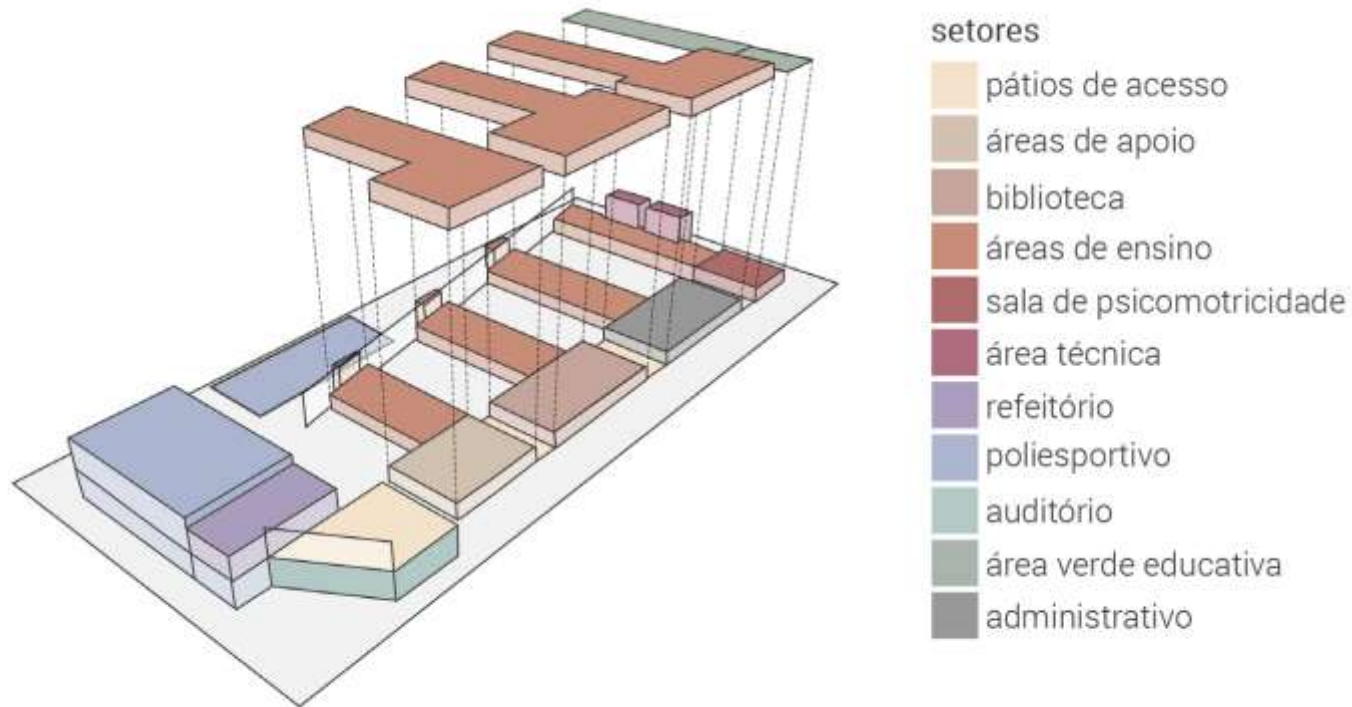 setores
pátios de acesso
áreas de apoio
biblioteca
áreas de ensino
sala de psicomotricidade
área técnica
refeitório
poliesportivo
auditório
área verde educativa
administrativo